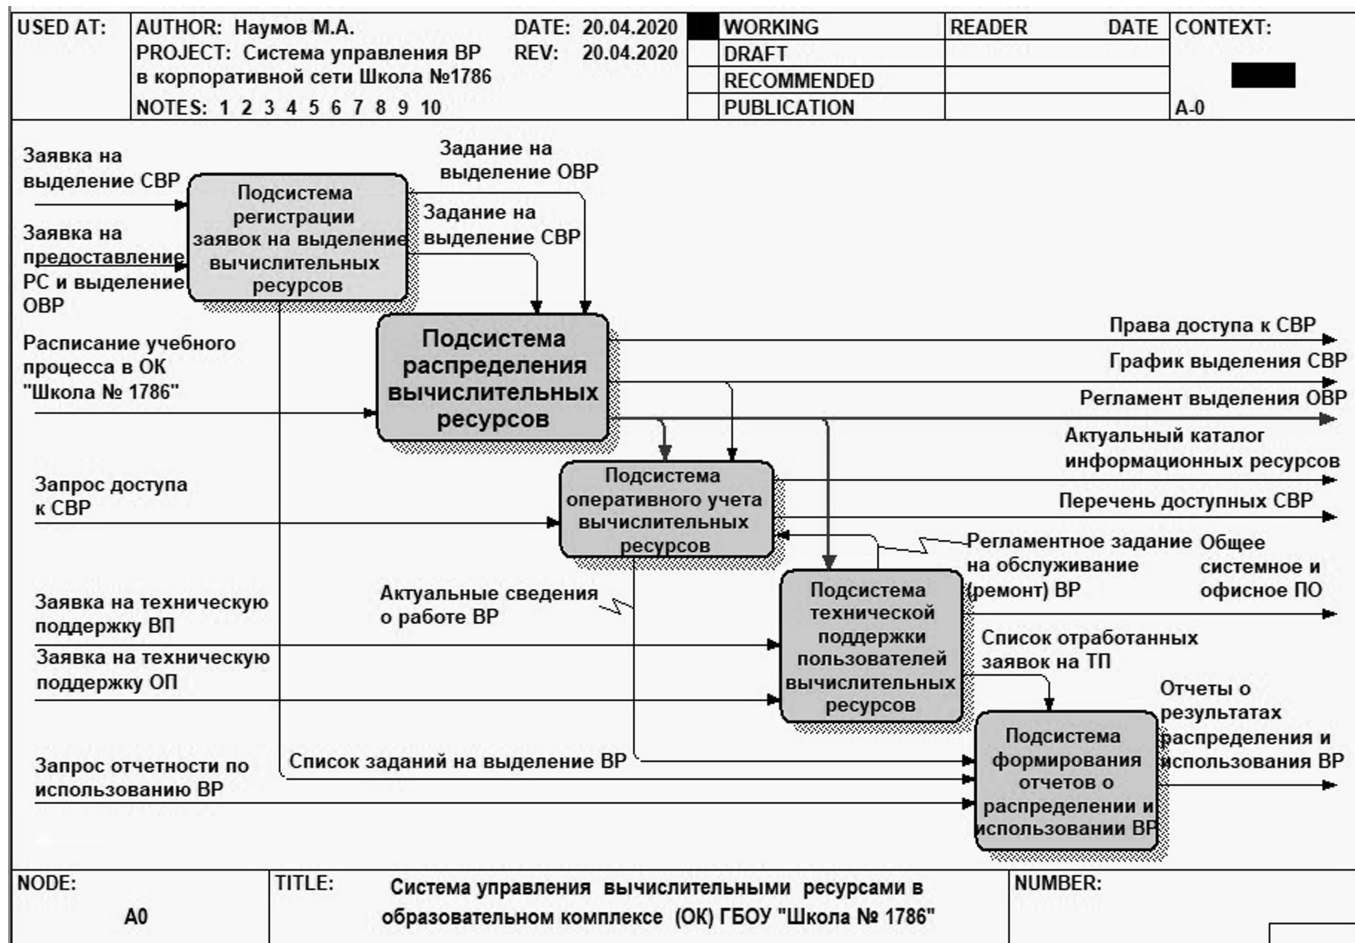 USED AT:
AUTHOR: Наумов М.А.
DATE: 20.04.2020
PROJECT: Система управления ВР
REV: 20.04.2020
в корпоративной сети Школа №1786
NOTES: 1 2 3 4 5 6 7 8 9 10
WORKING
DRAFT
RECOMMENDED
PUBLICATION
READER
DATE
CONTEXT:
A-0
Заявка на
выделение СВР
Заявка на
предоставление
РС и выделение
ОВР
Подсистема
регистрации
заявок на выделение
вычислительных
ресурсов
Задание на
выделение ОВР
Задание на
выделение СВР
Расписание учебного
процесса в ОК
"Школа № 1786"
Подсистема
распределения
вычислительных
ресурсов
Права доступа к СВР
График выделения СВР
Регламент выделения ОВР
Актуальный каталог
информационных ресурсов
Перечень доступных СВР
Запрос доступа
к СВР
Подсистема
оперативного учета
вычислительных
ресурсов
Регламентное задание
на обслуживание
(ремонт) ВР
Общее
системное и
офисное ПО
Актуальные сведения
о работе ВР
Заявка на техническую
поддержку ВП
Заявка на техническую
поддержку ОП
Подсистема
технической
поддержки
пользователей
вычислительных
ресурсов
Список отработанных
заявок на ТП
Отчеты о
результатах
распределения и
использования ВР
Запрос отчетности по
использованию ВР
Список заданий на выделение ВР
Подсистема
формирования
отчетов о
распределении и
использовании ВР
NODE:
A0
TITLE:
Система управления вычислительными ресурсами в
образовательном комплексе (ОК) ГБОУ "Школа № 1786"
NUMBER: